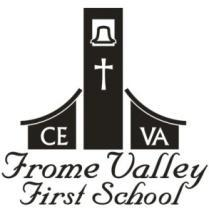 CE VA
Frome Valley
First School